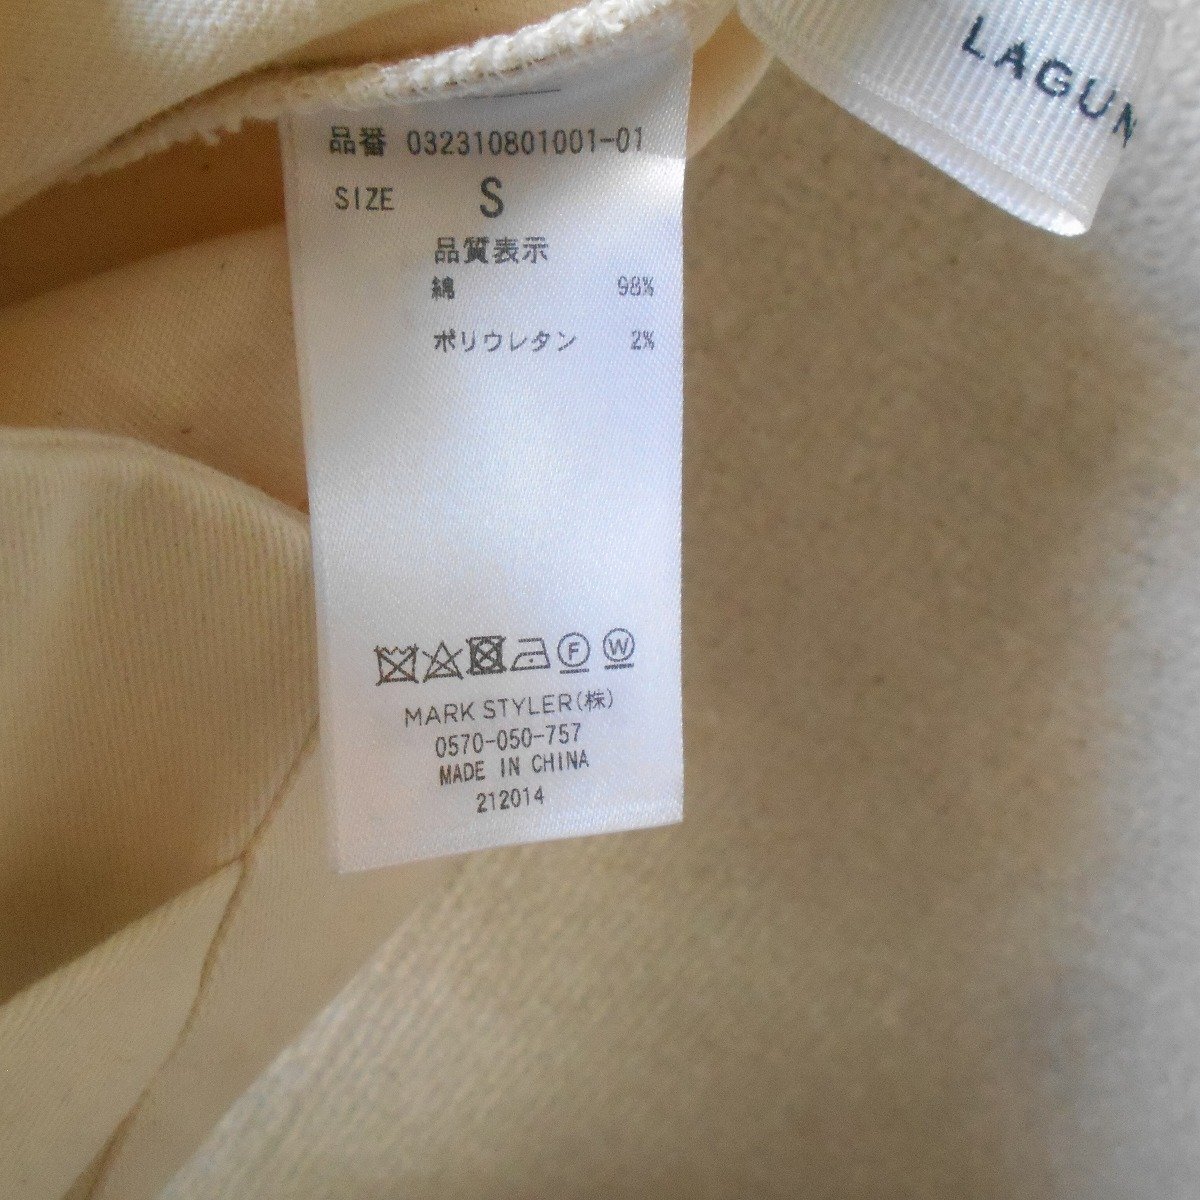 LAGUN
品番 032310801001-01
SIZE S
品質表示
綿 98%
ポリウレタン 2%
F W
MARK STYLER(株)
0570-050-757
MADE IN CHINA
212014